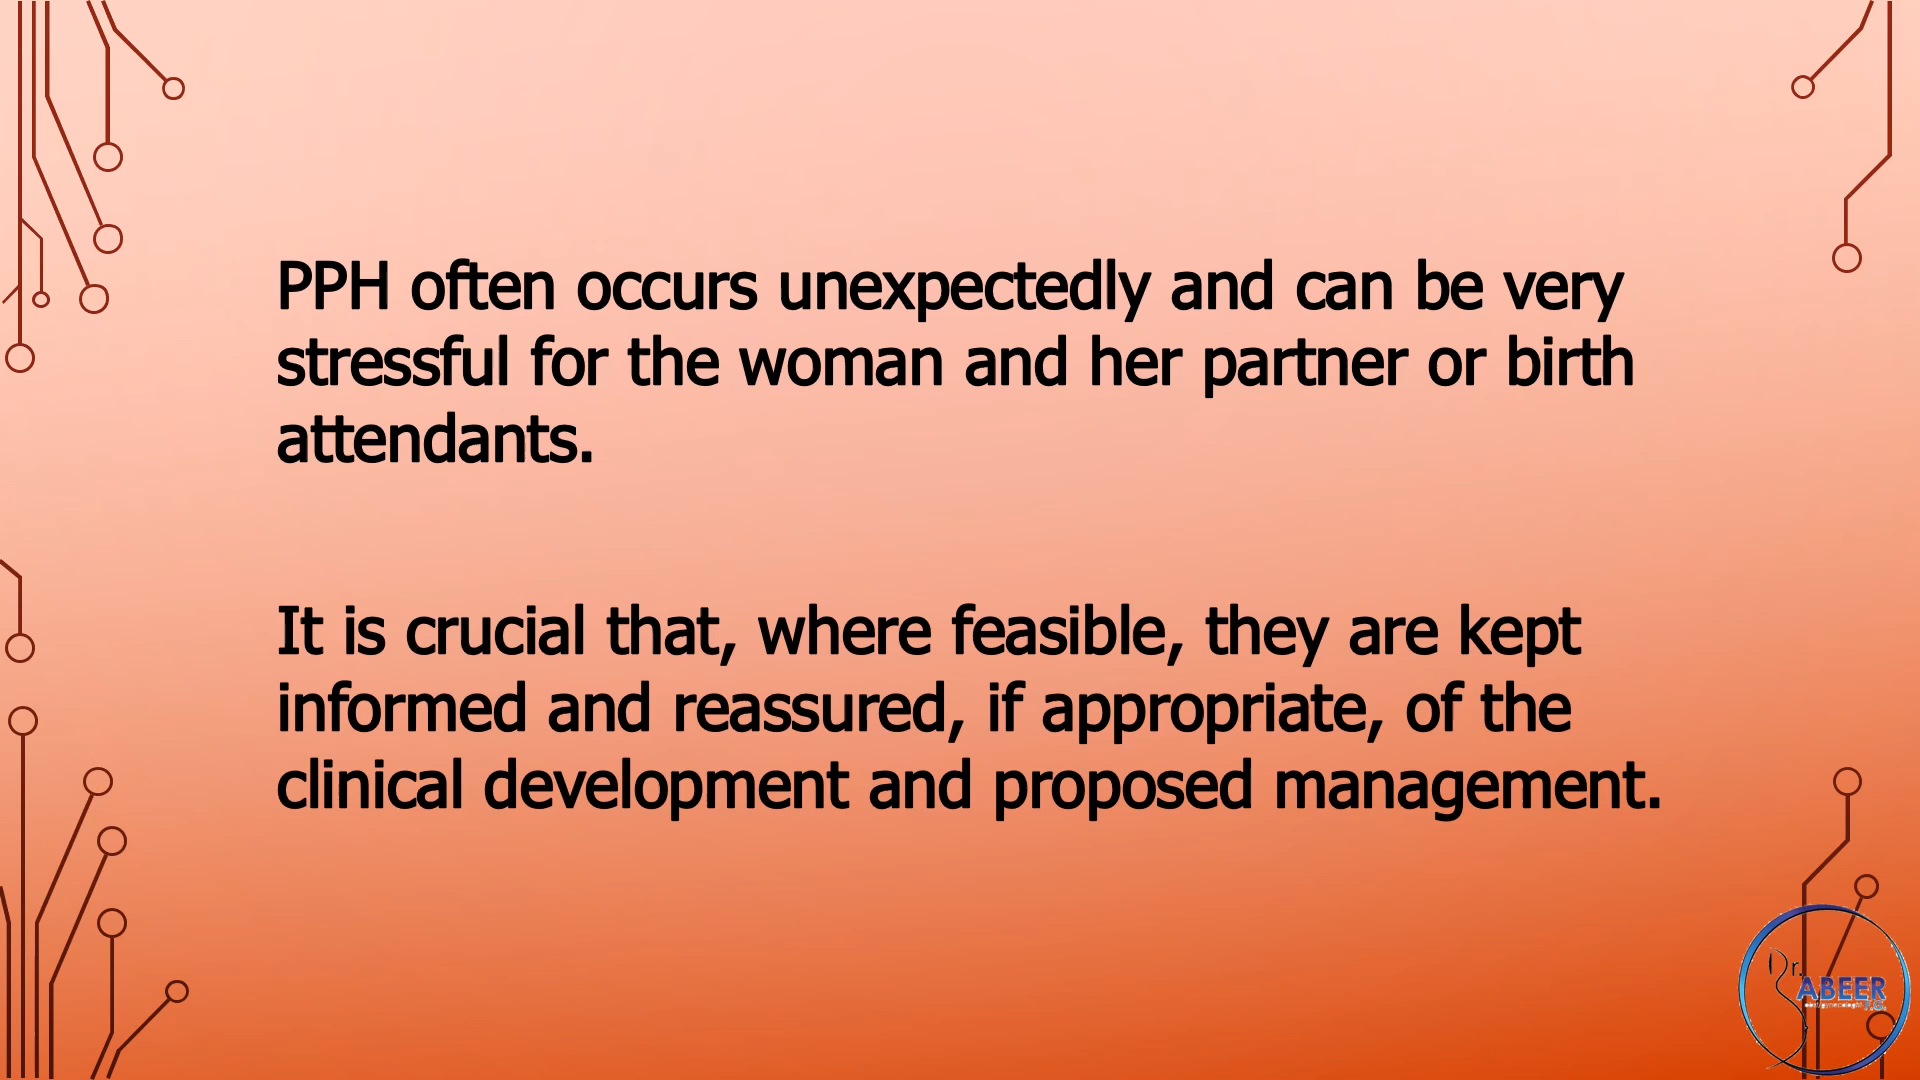 PPH often occurs unexpectedly and can be very
stressful for the woman and her partner or birth
attendants.
It is crucial that, where feasible, they are kept
informed and reassured, if appropriate, of the
clinical development and proposed management.
Dr.
ABEER